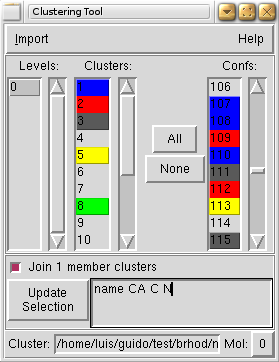 Clustering Tool
Import Help
Levels: Clusters: Confs:
0
1
2
3
4
5
6
7
8
9
10
All
None
106
107
108
109
110
111
112
113
114
115
Join 1 member clusters
Update
Selection
name CA C N
Cluster: /home/luis/guido/test/brhod/n Mol: 0